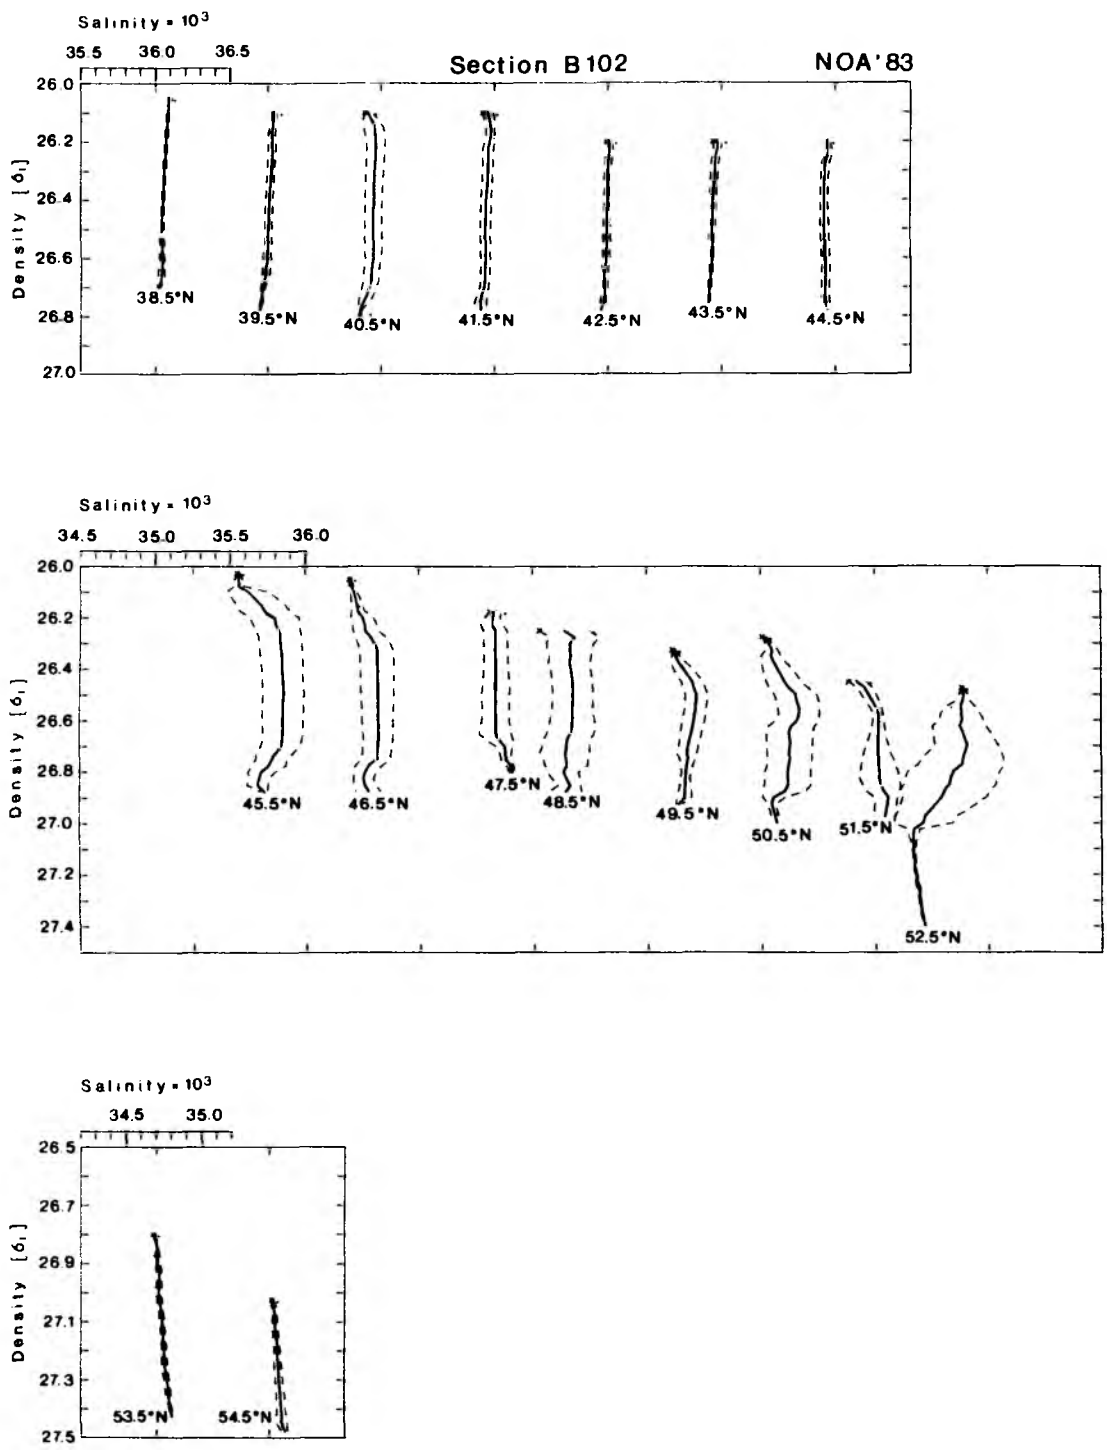 Salinity * 10³
35.5 36.0 36.5
Section B102 NOA'83
26.0
26.2
26.4
26.6
26.8
27.0
Density [σₜ]
38.5°N 39.5°N 40.5°N 41.5°N 42.5°N 43.5°N 44.5°N
Salinity * 10³
34.5 35.0 35.5 36.0
26.0
26.2
26.4
26.6
26.8
27.0
27.2
27.4
Density [σₜ]
45.5°N 46.5°N 47.5°N 48.5°N 49.5°N 50.5°N 51.5°N 52.5°N
Salinity * 10³
34.5 35.0
26.5
26.7
26.9
27.1
27.3
27.5
Density [σₜ]
53.5°N 54.5°N